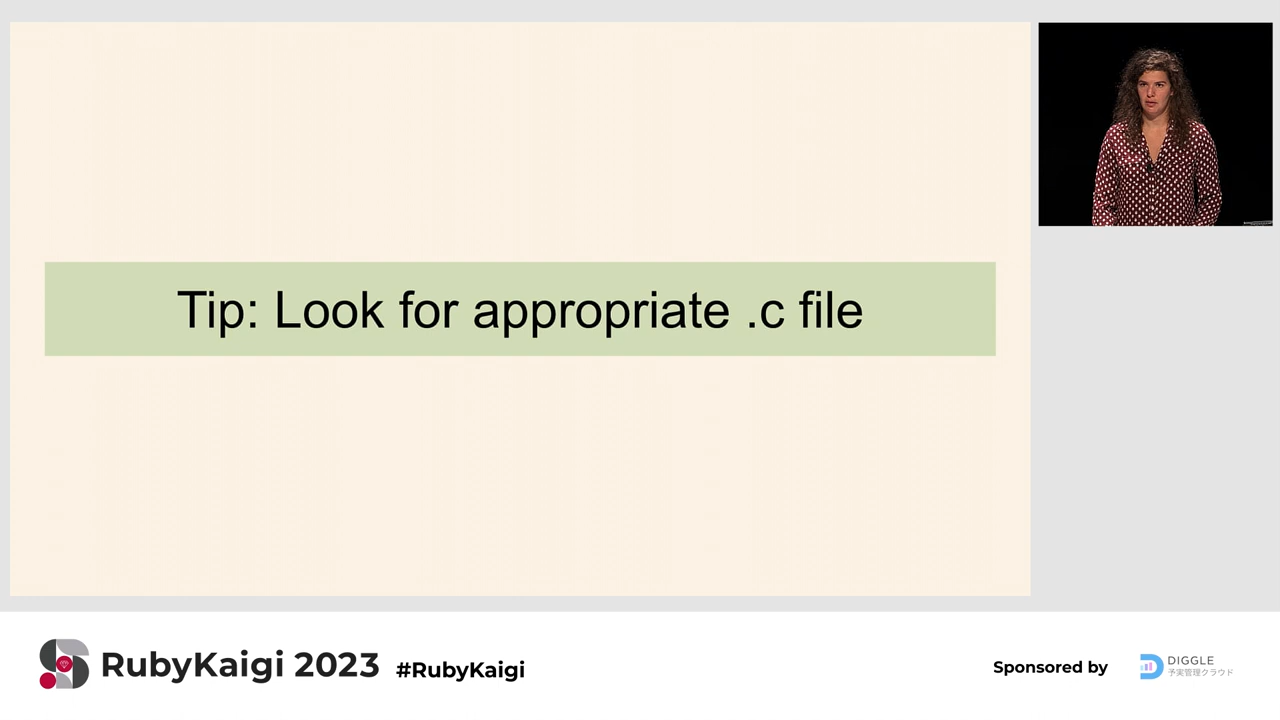 Tip: Look for appropriate .c file
RubyKaigi 2023 #RubyKaigi
Sponsored by
DIGGLE
予実管理クラウド